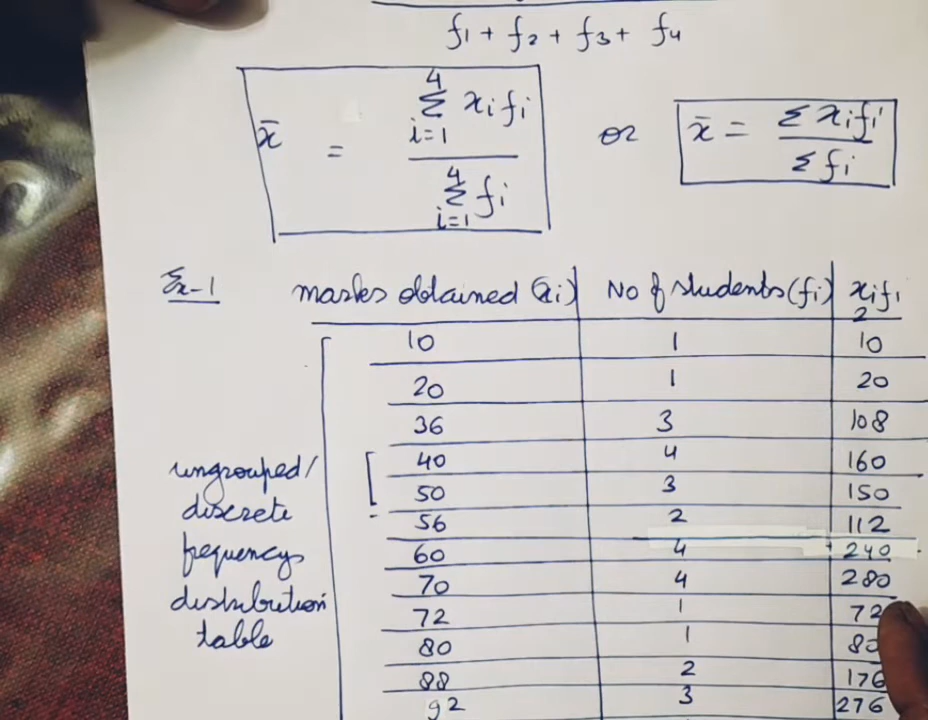 f1 + f2 + f3 + f4
x̄ = 4 Σ i=1 xifi / 4 Σ i=1 fi or x̄ = Σxifi / Σfi
Ex-1 marks obtained (xi) No of students (fi) xifi
2
10 1 10
20 1 20
36 3 108
40 4 160
50 3 150
56 2 112
60 4 240
70 4 280
72 1 72
80 1 80
88 2 176
92 3 276
ungrouped/
discrete
frequency
distribution
table